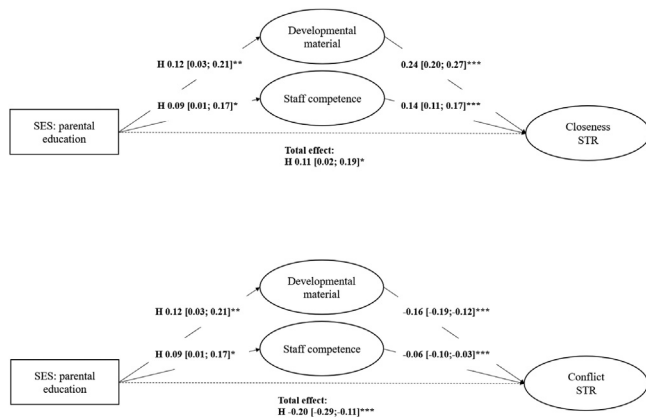 Developmental
material
H 0.12 [0.03; 0.21]**
0.24 [0.20; 0.27]***
H 0.09 [0.01; 0.17]*
Staff competence
0.14 [0.11; 0.17]***
SES: parental
education
Closeness
STR
Total effect:
H 0.11 [0.02; 0.19]*
Developmental
material
H 0.12 [0.03; 0.21]**
-0.16 [-0.19;-0.12]***
H 0.09 [0.01; 0.17]*
Staff competence
-0.06 [-0.10;-0.03]***
SES: parental
education
Conflict
STR
Total effect:
H -0.20 [-0.29;-0.11]***